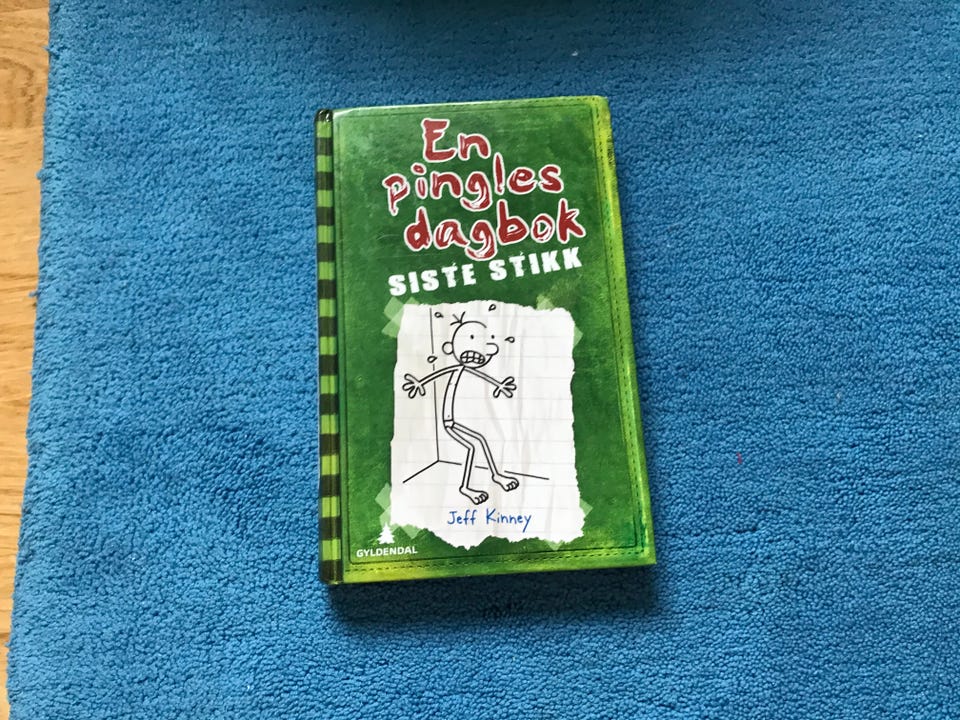 En
pingles
dagbok
SISTE STIKK
Jeff Kinney
GYLDENDAL